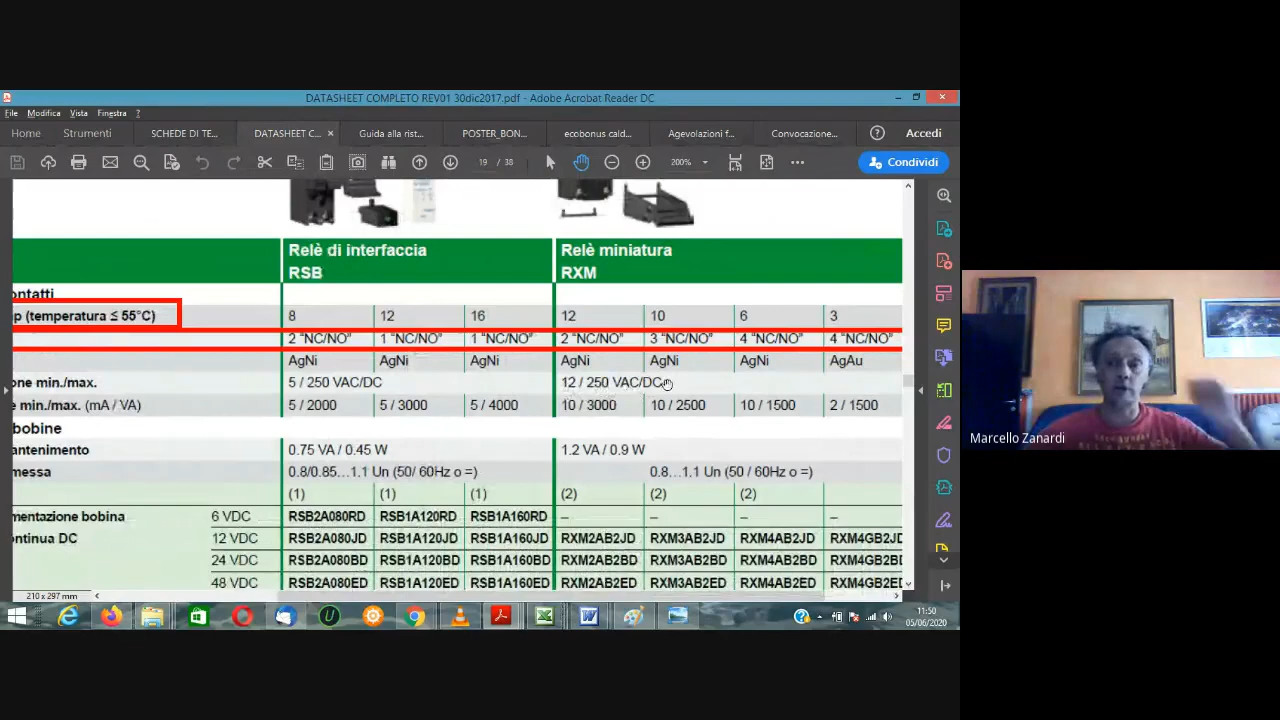 DATASHEET COMPLETO REV01 30dic2017.pdf - Adobe Acrobat Reader DC
File Modifica Vista Finestra ?
Home Strumenti SCHEDE DI TE... DATASHEET C... × Guida alla rist... POSTER_BON... ecobonus cald... Agevolazioni f... Convocazione... Accedi
19 / 38 200% Condividi
Relè di interfaccia Relè miniatura
RSB RXM
ontatti
p (temperatura ≤ 55°C) 8 12 16 12 10 6 3
2 “NC/NO” 1 “NC/NO” 1 “NC/NO” 2 “NC/NO” 3 “NC/NO” 4 “NC/NO” 4 “NC/NO”
AgNi AgNi AgNi AgNi AgNi AgNi AgAu
one min./max. 5 / 250 VAC/DC 12 / 250 VAC/DC
e min./max. (mA / VA) 5 / 2000 5 / 3000 5 / 4000 10 / 3000 10 / 2500 10 / 1500 2 / 1500
bobine
antenimento 0.75 VA / 0.45 W 1.2 VA / 0.9 W
messa 0.8/0.85…1.1 Un (50/ 60Hz o =) 0.8…1.1 Un (50 / 60Hz o =)
(1) (1) (1) (2) (2) (2)
mentazione bobina 6 VDC RSB2A080RD RSB1A120RD RSB1A160RD – – – –
ontinua DC 12 VDC RSB2A080JD RSB1A120JD RSB1A160JD RXM2AB2JD RXM3AB2JD RXM4AB2JD RXM4GB2JD
24 VDC RSB2A080BD RSB1A120BD RSB1A160BD RXM2AB2BD RXM3AB2BD RXM4AB2BD RXM4GB2BD
48 VDC RSB2A080ED RSB1A120ED RSB1A160ED RXM2AB2ED RXM3AB2ED RXM4AB2ED RXM4GB2ED
210 x 297 mm
11:50
05/06/2020
Marcello Zanardi